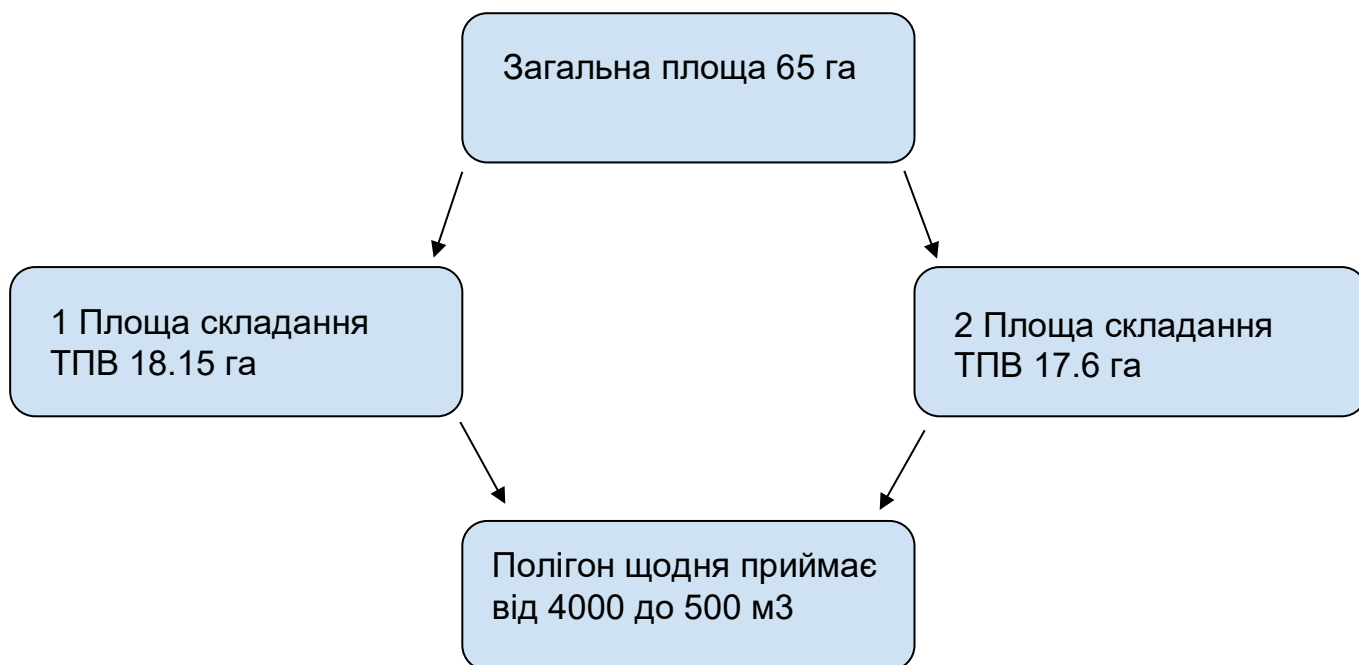 Загальна площа 65 га
1 Площа складання
ТПВ 18.15 га
2 Площа складання
ТПВ 17.6 га
Полігон щодня приймає
від 4000 до 500 м3